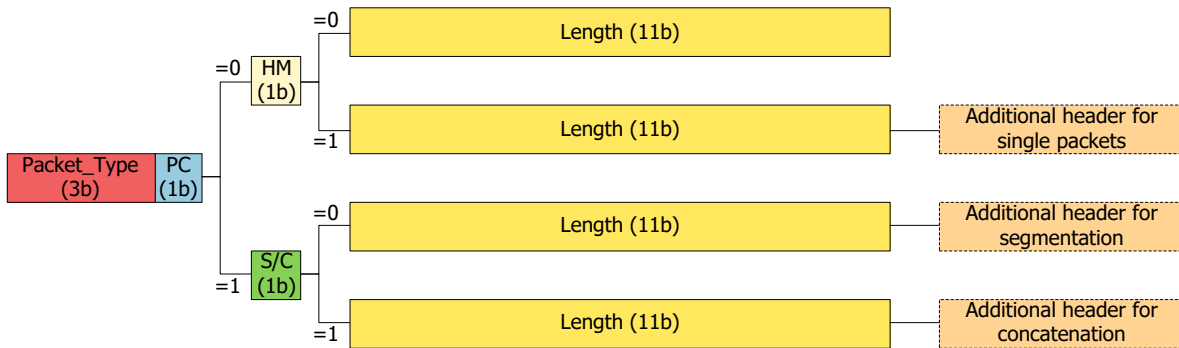 =0
Length (11b)
=0
HM
(1b)
=1
Length (11b)
Additional header for
single packets
Packet_Type
(3b)
PC
(1b)
=0
Length (11b)
Additional header for
segmentation
=1
S/C
(1b)
=1
Length (11b)
Additional header for
concatenation